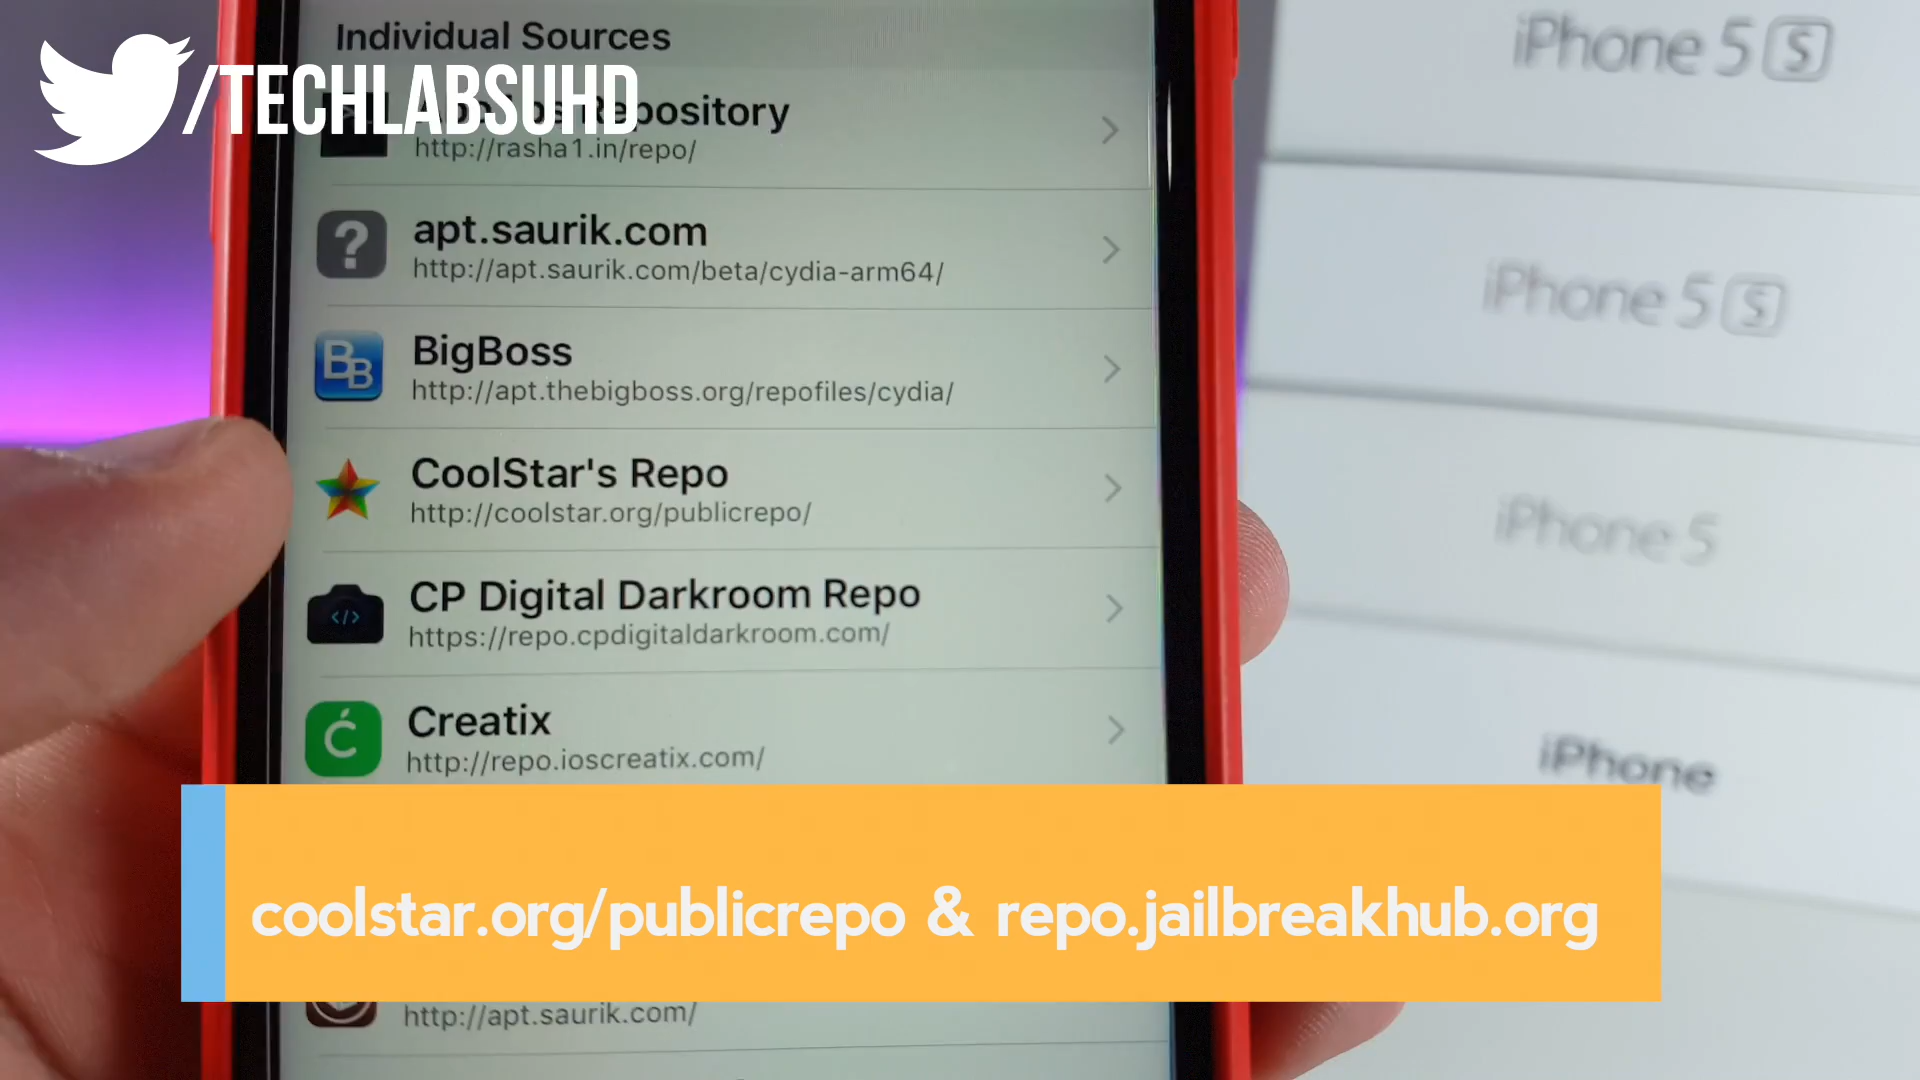 Individual Sources
/TECHLABSUHD
Repository
http://rasha1.in/repo/
apt.saurik.com
http://apt.saurik.com/beta/cydia-arm64/
BB
BigBoss
http://apt.thebigboss.org/repofiles/cydia/
CoolStar's Repo
http://coolstar.org/publicrepo/
</>
CP Digital Darkroom Repo
https://repo.cpdigitaldarkroom.com/
Ć
Creatix
http://repo.ioscreatix.com/
coolstar.org/publicrepo & repo.jailbreakhub.org
http://apt.saurik.com/
iPhone 5 S
iPhone 5 S
iPhone 5
iPhone